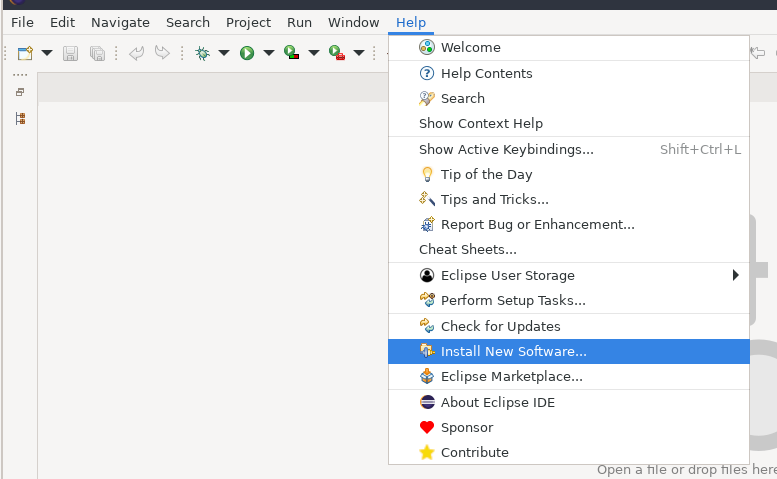 File Edit Navigate Search Project Run Window Help
Welcome
Help Contents
Search
Show Context Help
Show Active Keybindings... Shift+Ctrl+L
Tip of the Day
Tips and Tricks...
Report Bug or Enhancement...
Cheat Sheets...
Eclipse User Storage
Perform Setup Tasks...
Check for Updates
Install New Software...
Eclipse Marketplace...
About Eclipse IDE
Sponsor
Contribute
Open a file or drop files here